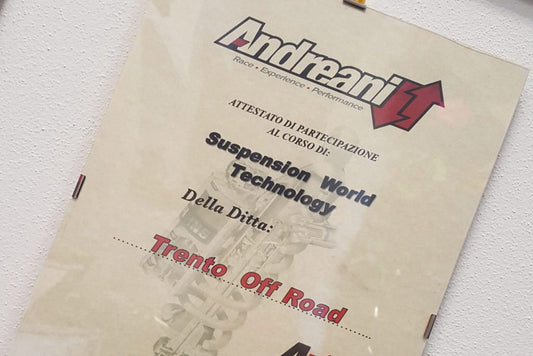 Andreani
Race • Experience • Performance
ATTESTATO DI PARTECIPAZIONE
AL CORSO DI:
Suspension World
Technology
Della Ditta:
Trento Off Road